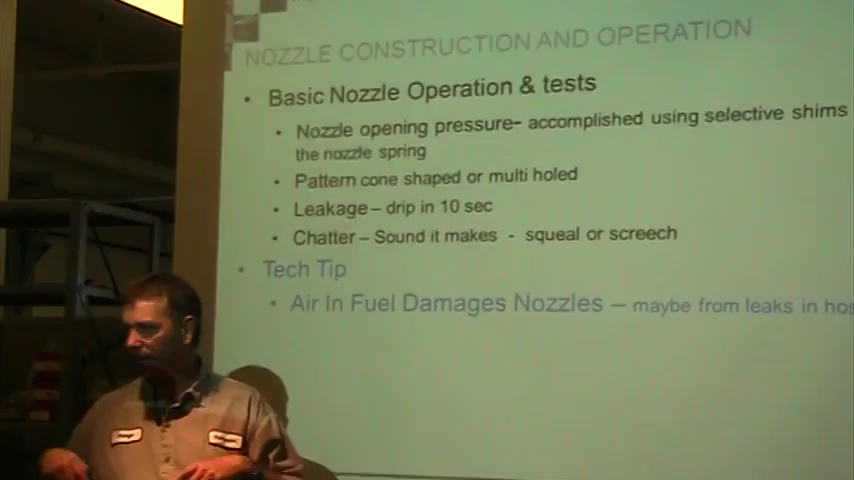 NOZZLE CONSTRUCTION AND OPERATION
• Basic Nozzle Operation & tests
• Nozzle opening pressure– accomplished using selective shims
the nozzle spring
• Pattern cone shaped or multi holed
• Leakage – drip in 10 sec
• Chatter – Sound it makes - squeal or screech
• Tech Tip
• Air In Fuel Damages Nozzles – maybe from leaks in hos